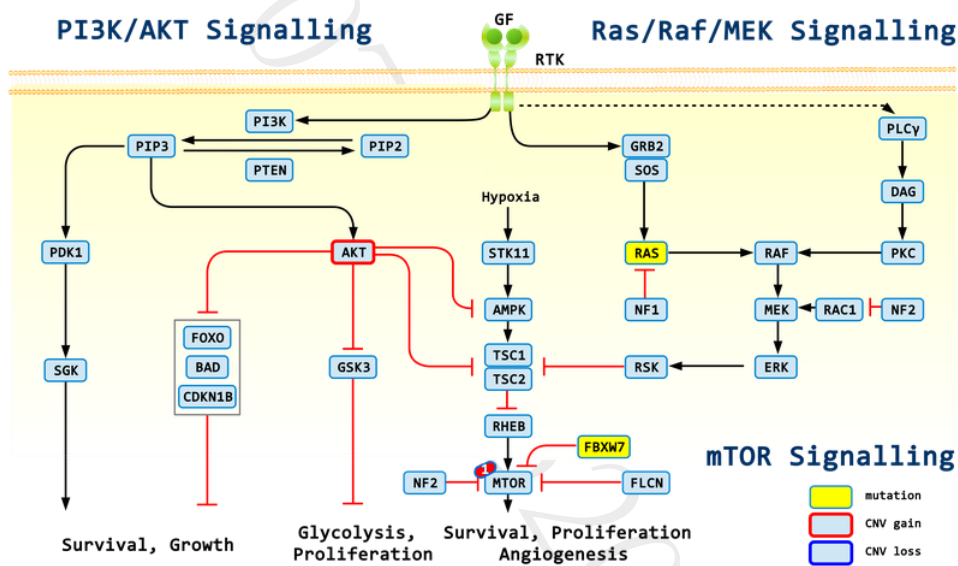 PI3K/AKT Signalling
GF
Ras/Raf/MEK Signalling
RTK
PI3K
PLCγ
PIP3
PIP2
GRB2
PTEN
SOS
DAG
Hypoxia
PDK1
AKT
STK11
RAS
RAF
PKC
AMPK
NF1
MEK
RAC1
NF2
FOXO
BAD
CDKN1B
SGK
GSK3
TSC1
TSC2
RSK
ERK
RHEB
FBXW7
mTOR Signalling
1
NF2
MTOR
FLCN
mutation
CNV gain
CNV loss
Survival, Growth
Glycolysis,
Proliferation
Survival, Proliferation
Angiogenesis